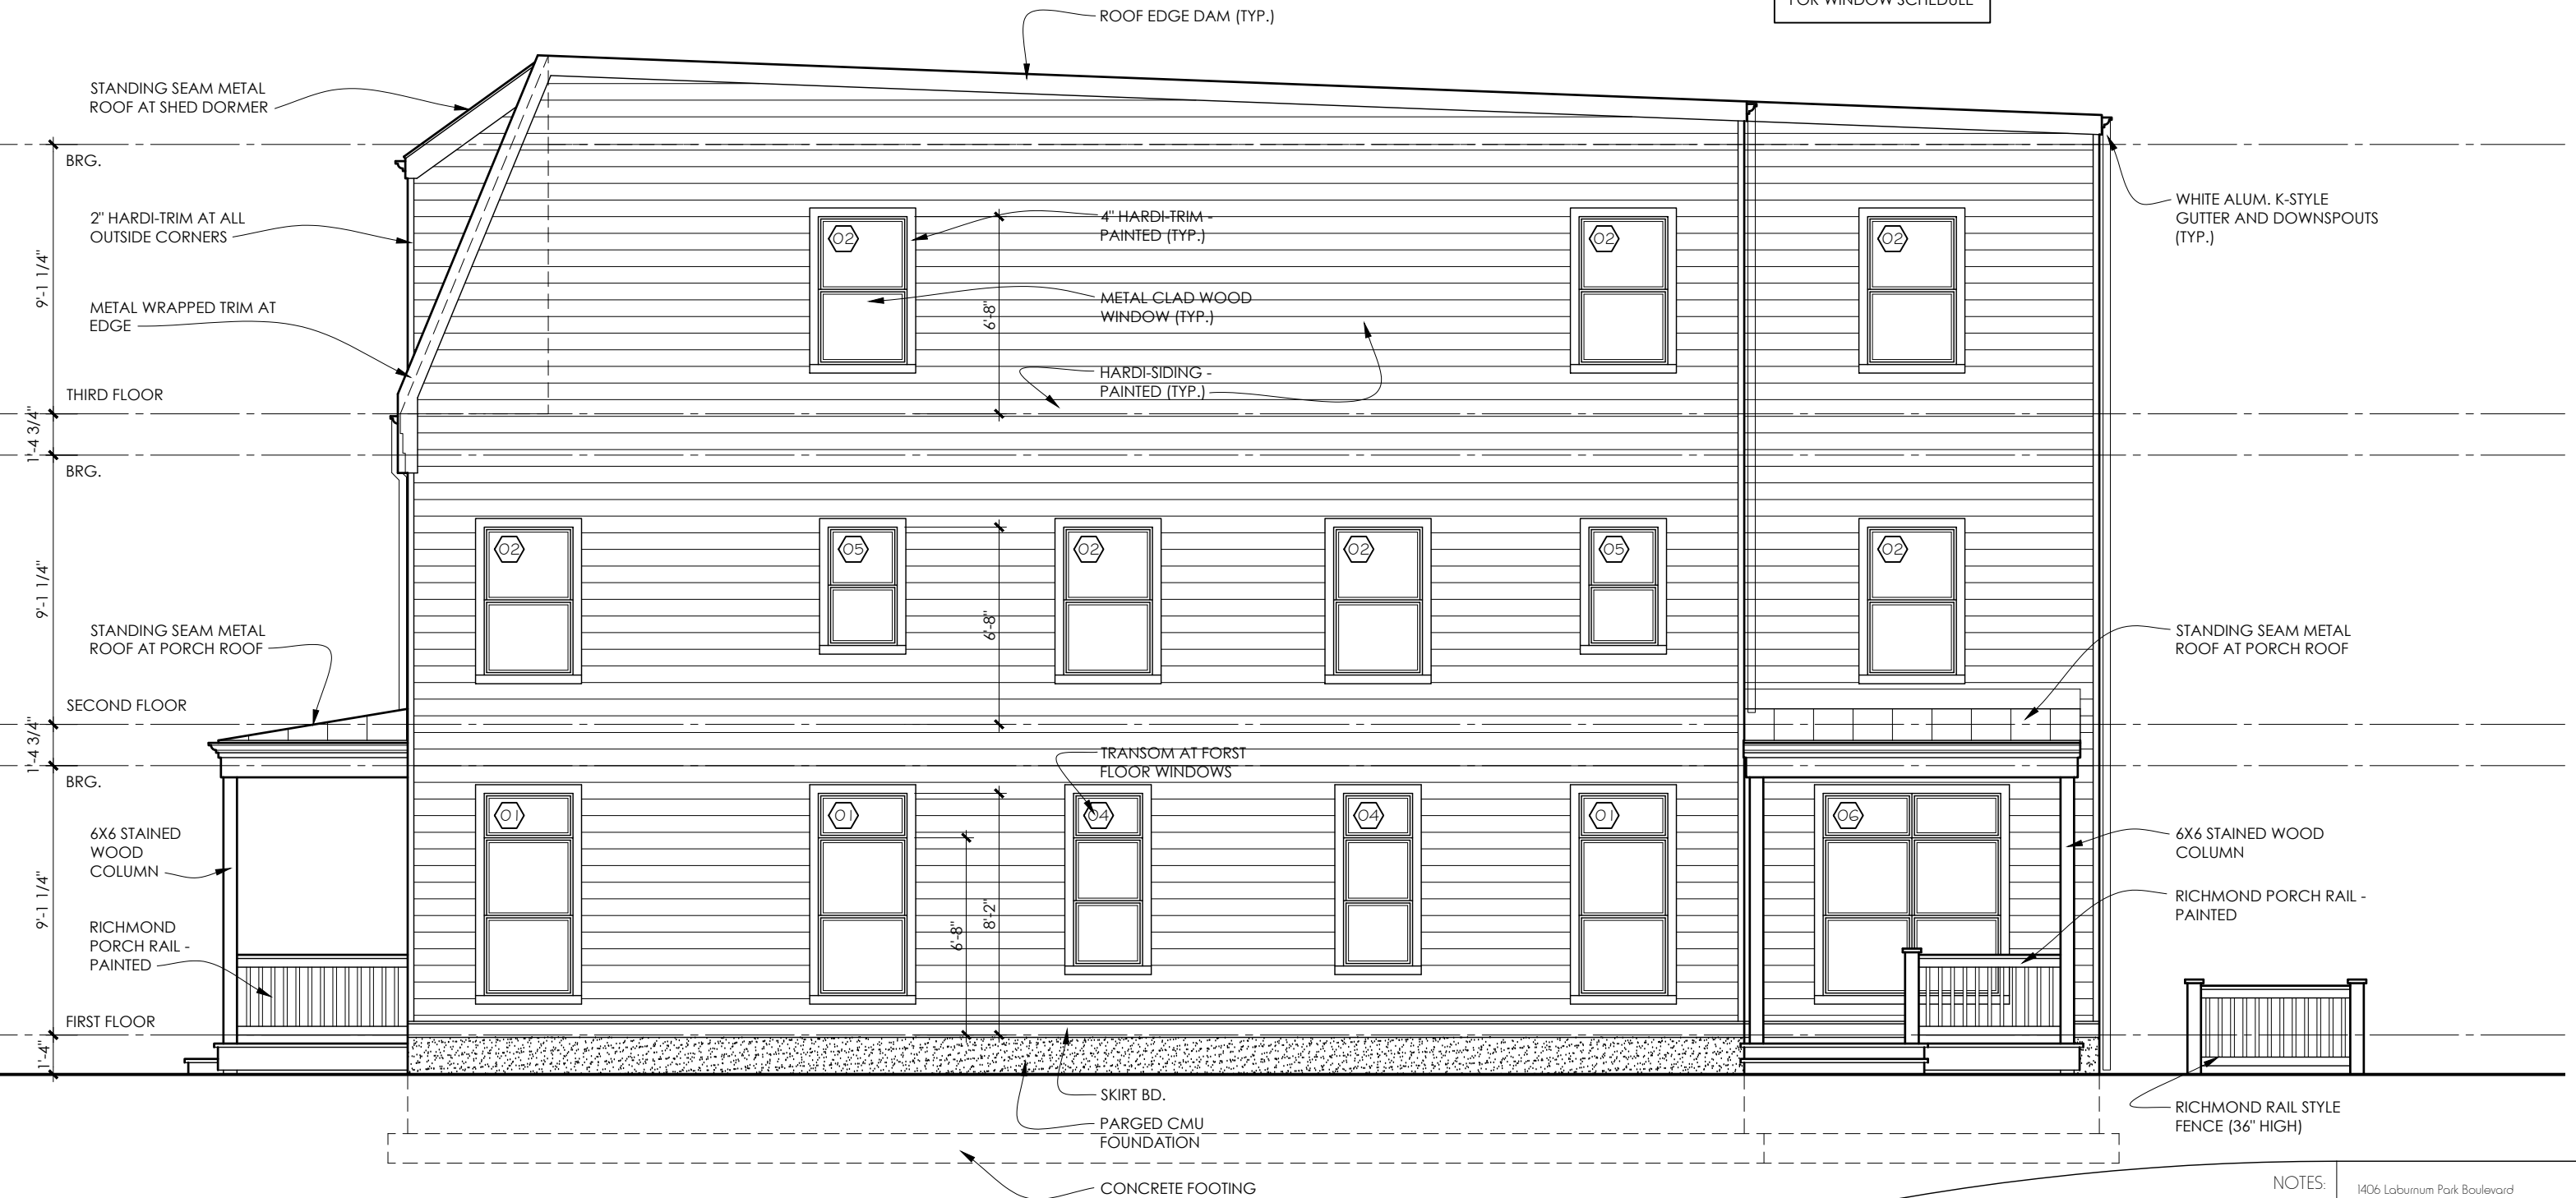 FOR WINDOW SCHEDULE
ROOF EDGE DAM (TYP.)
STANDING SEAM METAL
ROOF AT SHED DORMER
BRG.
2" HARDI-TRIM AT ALL
OUTSIDE CORNERS
9'-1 1/4"
METAL WRAPPED TRIM AT
EDGE
THIRD FLOOR
1'-4 3/4"
BRG.
9'-1 1/4"
STANDING SEAM METAL
ROOF AT PORCH ROOF
SECOND FLOOR
1'-4 3/4"
BRG.
6X6 STAINED
WOOD
COLUMN
9'-1 1/4"
RICHMOND
PORCH RAIL -
PAINTED
FIRST FLOOR
1'-4"
02
4" HARDI-TRIM -
PAINTED (TYP.)
02
02
METAL CLAD WOOD
WINDOW (TYP.)
6'-8"
HARDI-SIDING -
PAINTED (TYP.)
02
05
02
02
05
02
6'-8"
TRANSOM AT FORST
FLOOR WINDOWS
01
01
04
04
01
06
6'-8"
8'-2"
WHITE ALUM. K-STYLE
GUTTER AND DOWNSPOUTS
(TYP.)
STANDING SEAM METAL
ROOF AT PORCH ROOF
6X6 STAINED WOOD
COLUMN
RICHMOND PORCH RAIL -
PAINTED
RICHMOND RAIL STYLE
FENCE (36" HIGH)
SKIRT BD.
PARGED CMU
FOUNDATION
CONCRETE FOOTING
NOTES:
1406 Laburnum Park Boulevard